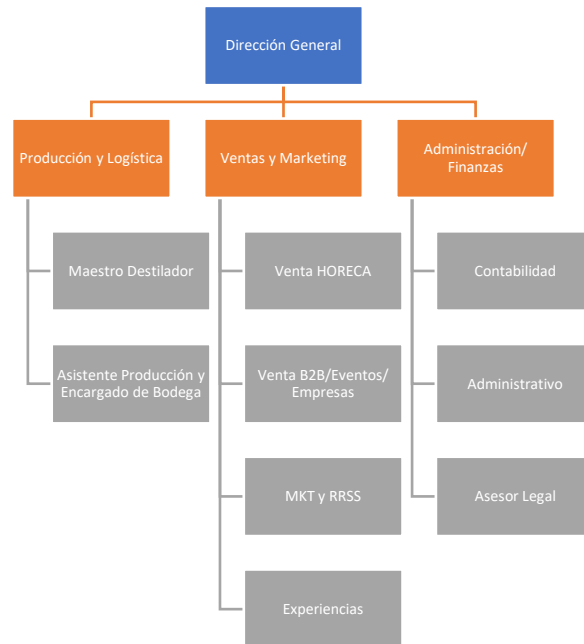 Dirección General
Producción y Logística
Ventas y Marketing
Administración/
Finanzas
Maestro Destilador
Venta HORECA
Contabilidad
Asistente Producción y
Encargado de Bodega
Venta B2B/Eventos/
Empresas
Administrativo
MKT y RRSS
Asesor Legal
Experiencias